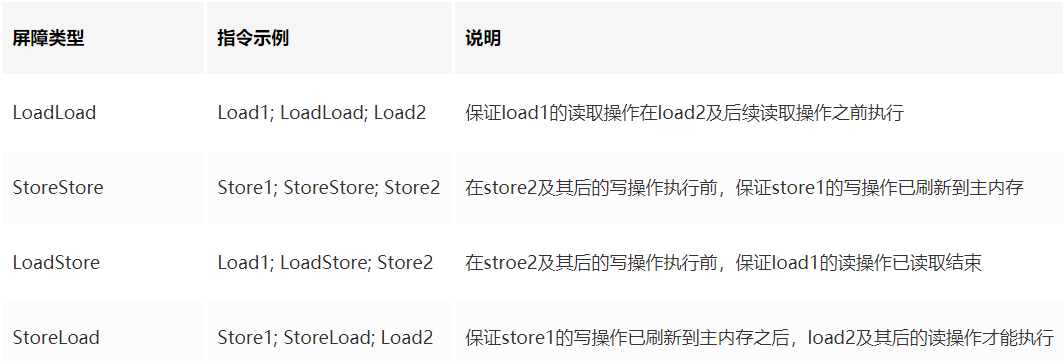 屏障类型 指令示例 说明
LoadLoad Load1; LoadLoad; Load2 保证load1的读取操作在load2及后续读取操作之前执行
StoreStore Store1; StoreStore; Store2 在store2及其后的写操作执行前，保证store1的写操作已刷新到主内存
LoadStore Load1; LoadStore; Store2 在stroe2及其后的写操作执行前，保证load1的读操作已读取结束
StoreLoad Store1; StoreLoad; Load2 保证store1的写操作已刷新到主内存之后，load2及其后的读操作才能执行